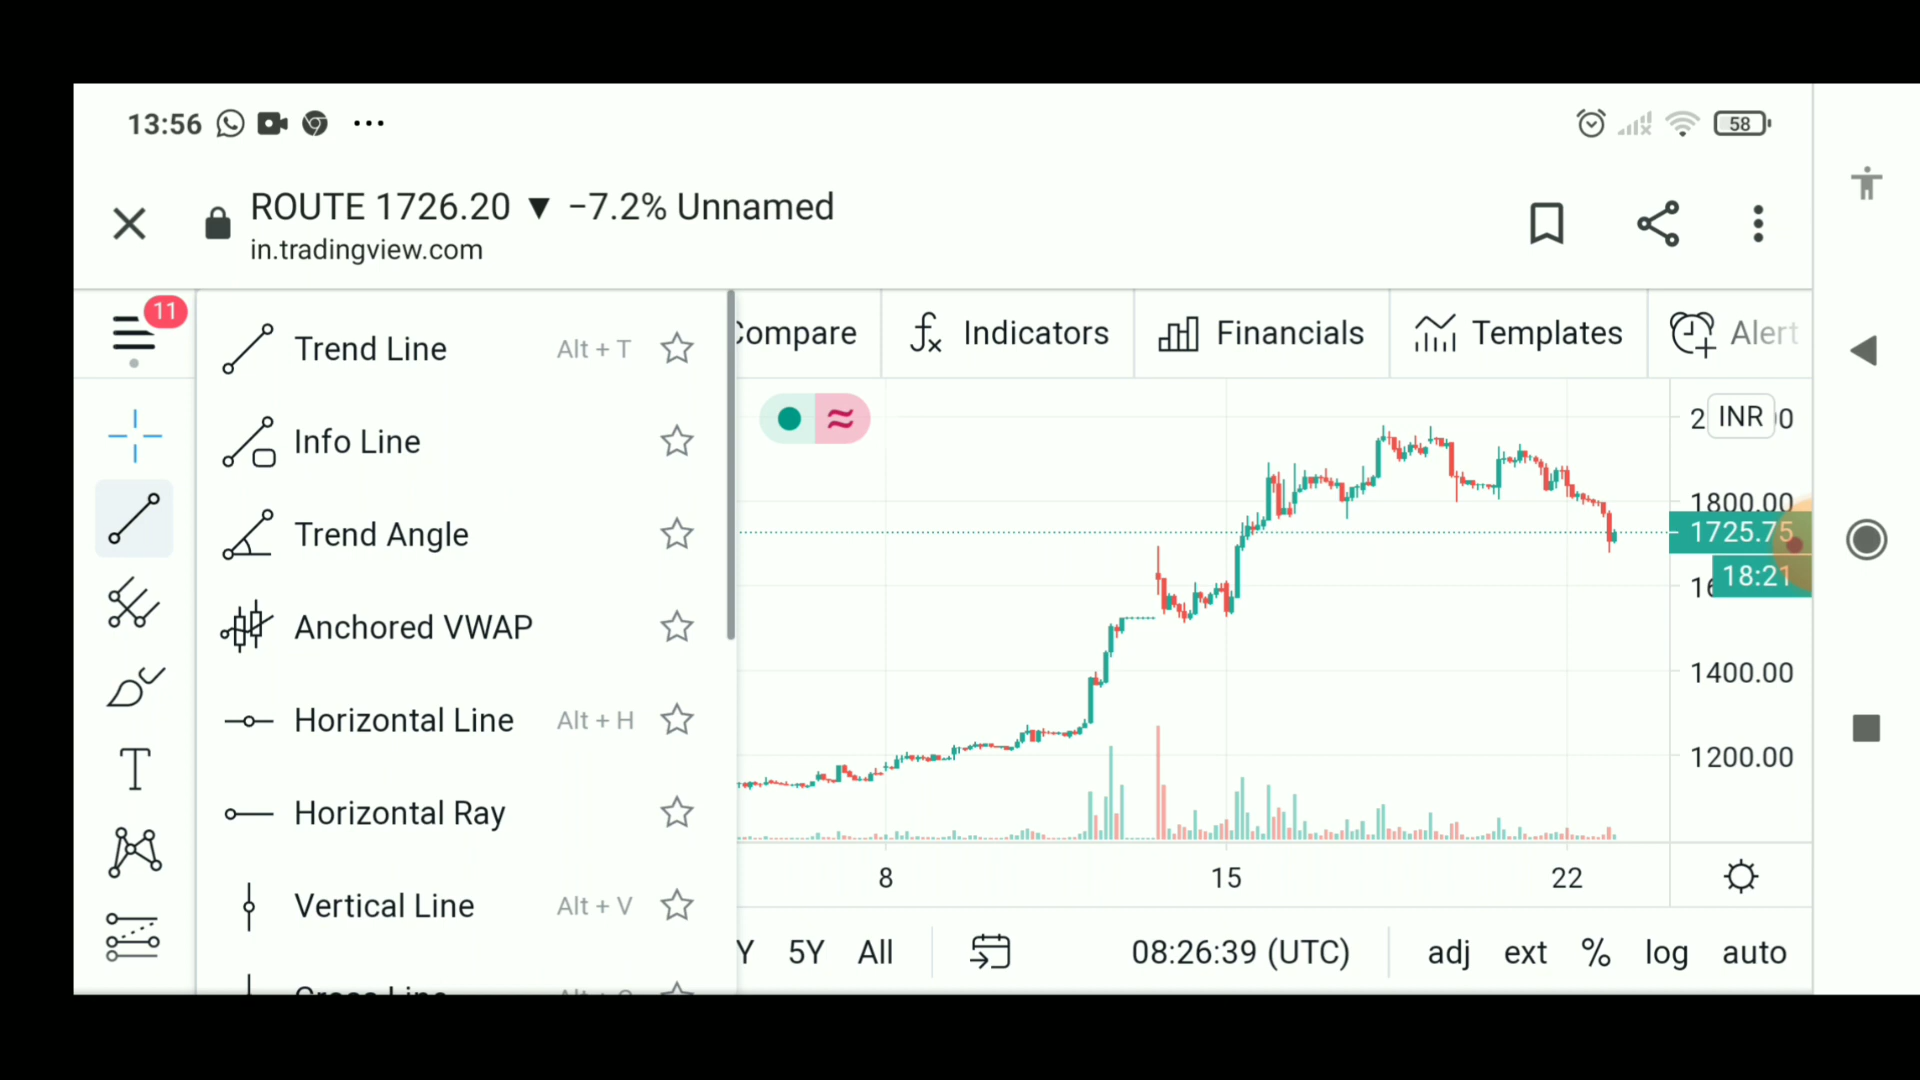 13:56
58
ROUTE 1726.20 ▼ −7.2% Unnamed
in.tradingview.com
11
Trend Line Alt + T
Info Line
Trend Angle
Anchored VWAP
Horizontal Line Alt + H
Horizontal Ray
Vertical Line Alt + V
Indicators
Financials
Templates
Alert
INR
1800.00
1725.75
18:21
1400.00
1200.00
8 15 22
5Y All 08:26:39 (UTC) adj ext % log auto